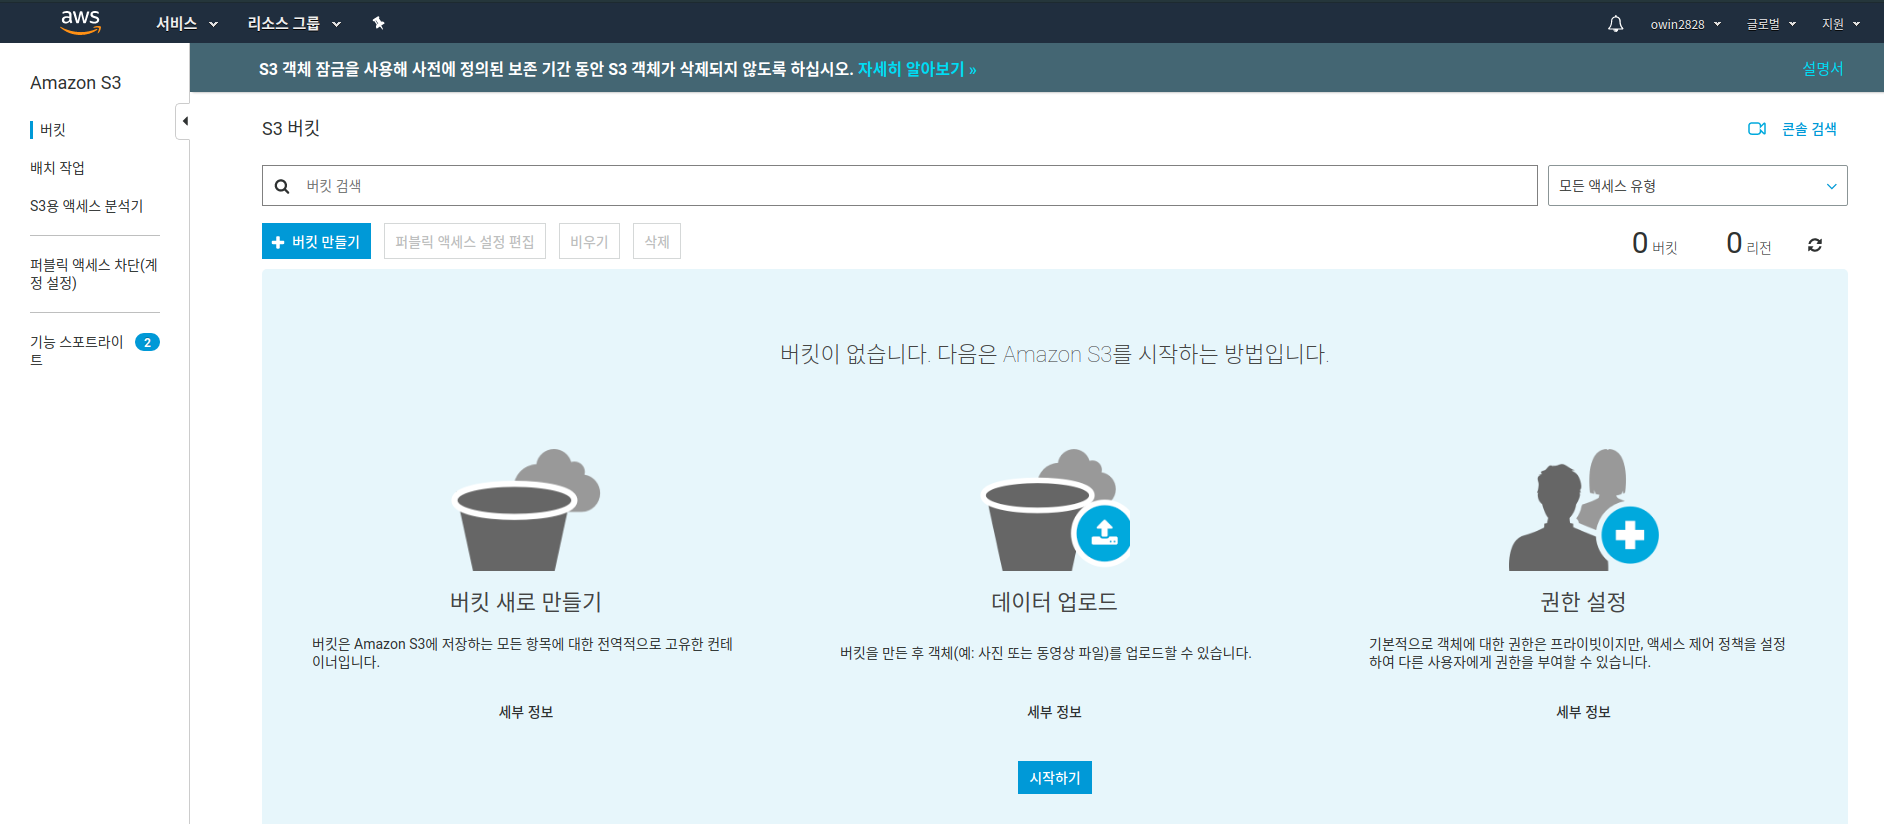 aws
서비스
리소스 그룹
owin2828
글로벌
지원
Amazon S3
버킷
배치 작업
S3용 액세스 분석기
퍼블릭 액세스 차단(계
정 설정)
기능 스포트라이
트
2
S3 객체 잠금을 사용해 사전에 정의된 보존 기간 동안 S3 객체가 삭제되지 않도록 하십시오. 자세히 알아보기 »
설명서
S3 버킷
콘솔 검색
버킷 검색
모든 액세스 유형
버킷 만들기
퍼블릭 액세스 설정 편집
비우기
삭제
0 버킷
0 리전
버킷이 없습니다. 다음은 Amazon S3를 시작하는 방법입니다.
버킷 새로 만들기
버킷은 Amazon S3에 저장하는 모든 항목에 대한 전역적으로 고유한 컨테
이너입니다.
세부 정보
데이터 업로드
버킷을 만든 후 객체(예: 사진 또는 동영상 파일)를 업로드할 수 있습니다.
세부 정보
권한 설정
기본적으로 객체에 대한 권한은 프라이빗이지만, 액세스 제어 정책을 설정
하여 다른 사용자에게 권한을 부여할 수 있습니다.
세부 정보
시작하기